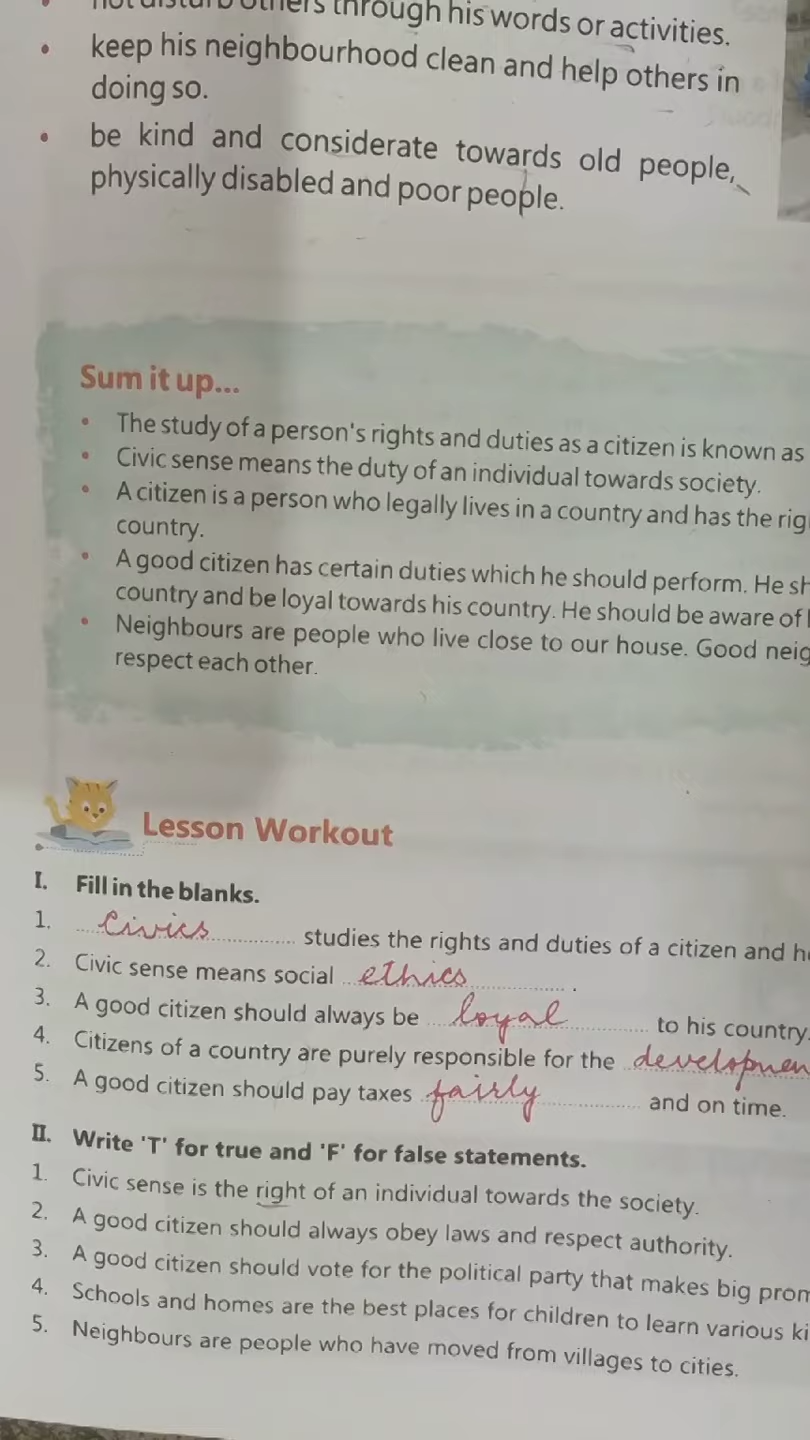 not disturb others through his words or activities.
• keep his neighbourhood clean and help others in
doing so.
• be kind and considerate towards old people,
physically disabled and poor people.
Sum it up...
• The study of a person's rights and duties as a citizen is known as
• Civic sense means the duty of an individual towards society.
• A citizen is a person who legally lives in a country and has the
country.
• A good citizen has certain duties which he should perform. He
country and be loyal towards his country. He should be aware of
• Neighbours are people who live close to our house. Good
respect each other.
Lesson Workout
I. Fill in the blanks.
1. Civics studies the rights and duties of a citizen and
2. Civic sense means social ethics.
3. A good citizen should always be loyal to his country.
4. Citizens of a country are purely responsible for the developmen
5. A good citizen should pay taxes fairly and on time.
II. Write 'T' for true and 'F' for false statements.
1. Civic sense is the right of an individual towards the society.
2. A good citizen should always obey laws and respect authority.
3. A good citizen should vote for the political party that makes big
4. Schools and homes are the best places for children to learn various
5. Neighbours are people who have moved from villages to cities.